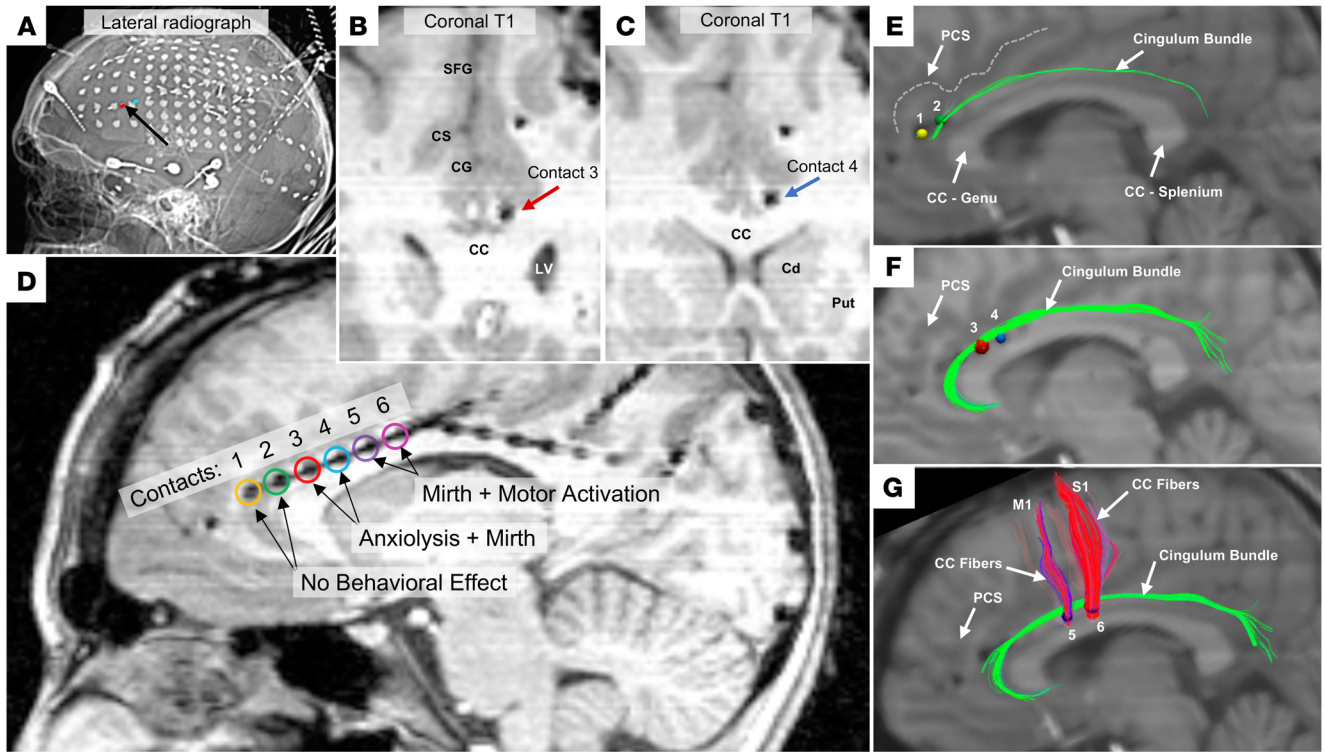 A
Lateral radiograph
B
Coronal T1
SFG
CS
CG
Contact 3
CC
LV
C
Coronal T1
Contact 4
CC
Cd
Put
D
Contacts: 1 2 3 4 5 6
Mirth + Motor Activation
Anxiolysis + Mirth
No Behavioral Effect
E
PCS
Cingulum Bundle
1
2
CC - Genu
CC - Splenium
F
PCS
Cingulum Bundle
3
4
G
S1
CC Fibers
M1
CC Fibers
Cingulum Bundle
PCS
5
6